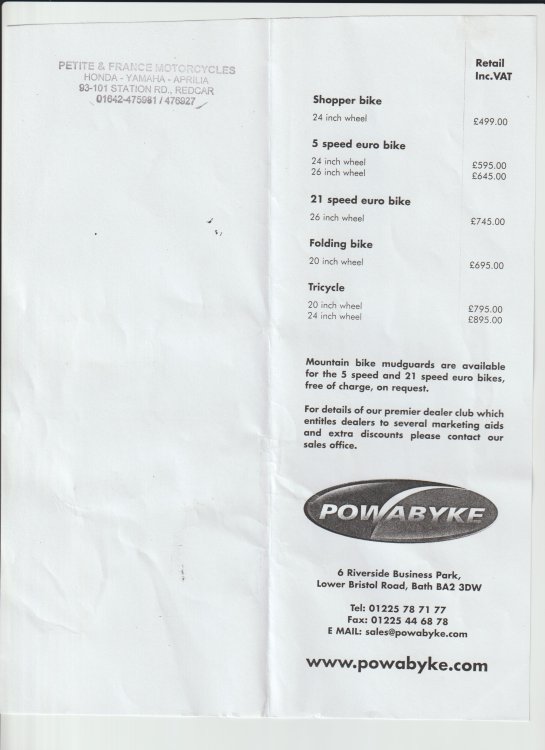 PETITE & FRANCE MOTORCYCLES
HONDA - YAMAHA - APRILIA
93-101 STATION RD., REDCAR
01642-475981 / 476927
Retail
Inc.VAT
Shopper bike
24 inch wheel £499.00
5 speed euro bike
24 inch wheel £595.00
26 inch wheel £645.00
21 speed euro bike
26 inch wheel £745.00
Folding bike
20 inch wheel £695.00
Tricycle
20 inch wheel £795.00
24 inch wheel £895.00
Mountain bike mudguards are available
for the 5 speed and 21 speed euro bikes,
free of charge, on request.
For details of our premier dealer club which
entitles dealers to several marketing aids
and extra discounts please contact our
sales office.
POWABYKE
6 Riverside Business Park,
Lower Bristol Road, Bath BA2 3DW
Tel: 01225 78 71 77
Fax: 01225 44 68 78
E MAIL: sales@powabyke.com
www.powabyke.com